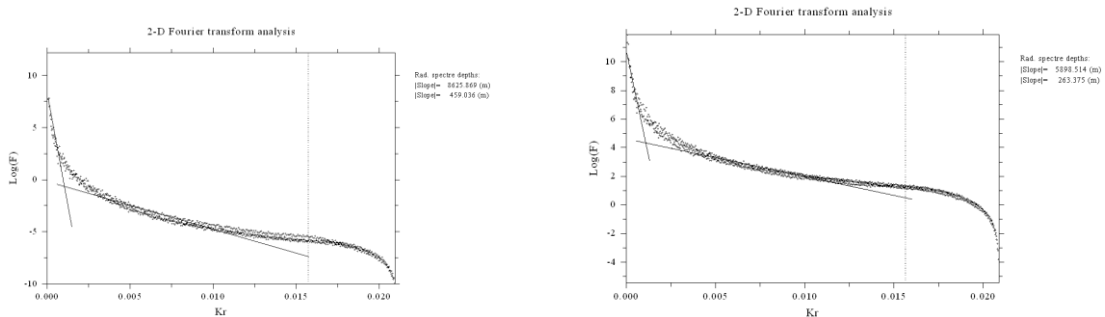 2-D Fourier transform analysis
Rad. spectre depths:
|Slope|= 8625.869 (m)
|Slope|= 459.036 (m)
Log(F)
10
5
0
-5
-10
0.000
0.005
0.010
0.015
0.020
Kr
2-D Fourier transform analysis
Rad. spectre depths:
|Slope|= 5898.514 (m)
|Slope|= 263.375 (m)
Log(F)
10
8
6
4
2
0
-2
-4
0.000
0.005
0.010
0.015
0.020
Kr